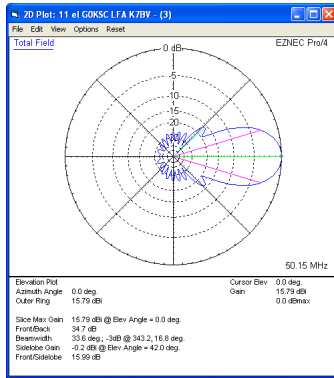 2D Plot: 11 el G0KSC LFA K7BV - (3)
File Edit View Options Reset
Total Field
0 dB
EZNEC Pro/4
-5
-10
-15
-20
50.15 MHz
Elevation Plot
Azimuth Angle 0.0 deg.
Outer Ring 15.79 dBi
Cursor Elev 0.0 deg.
Gain 15.79 dBi
0.0 dBmax
Slice Max Gain 15.79 dBi @ Elev Angle = 0.0 deg.
Front/Back 34.7 dB
Beamwidth 33.6 deg.; -3dB @ 343.2, 16.8 deg.
Sidelobe Gain -0.2 dBi @ Elev Angle = 42.0 deg.
Front/Sidelobe 15.99 dB